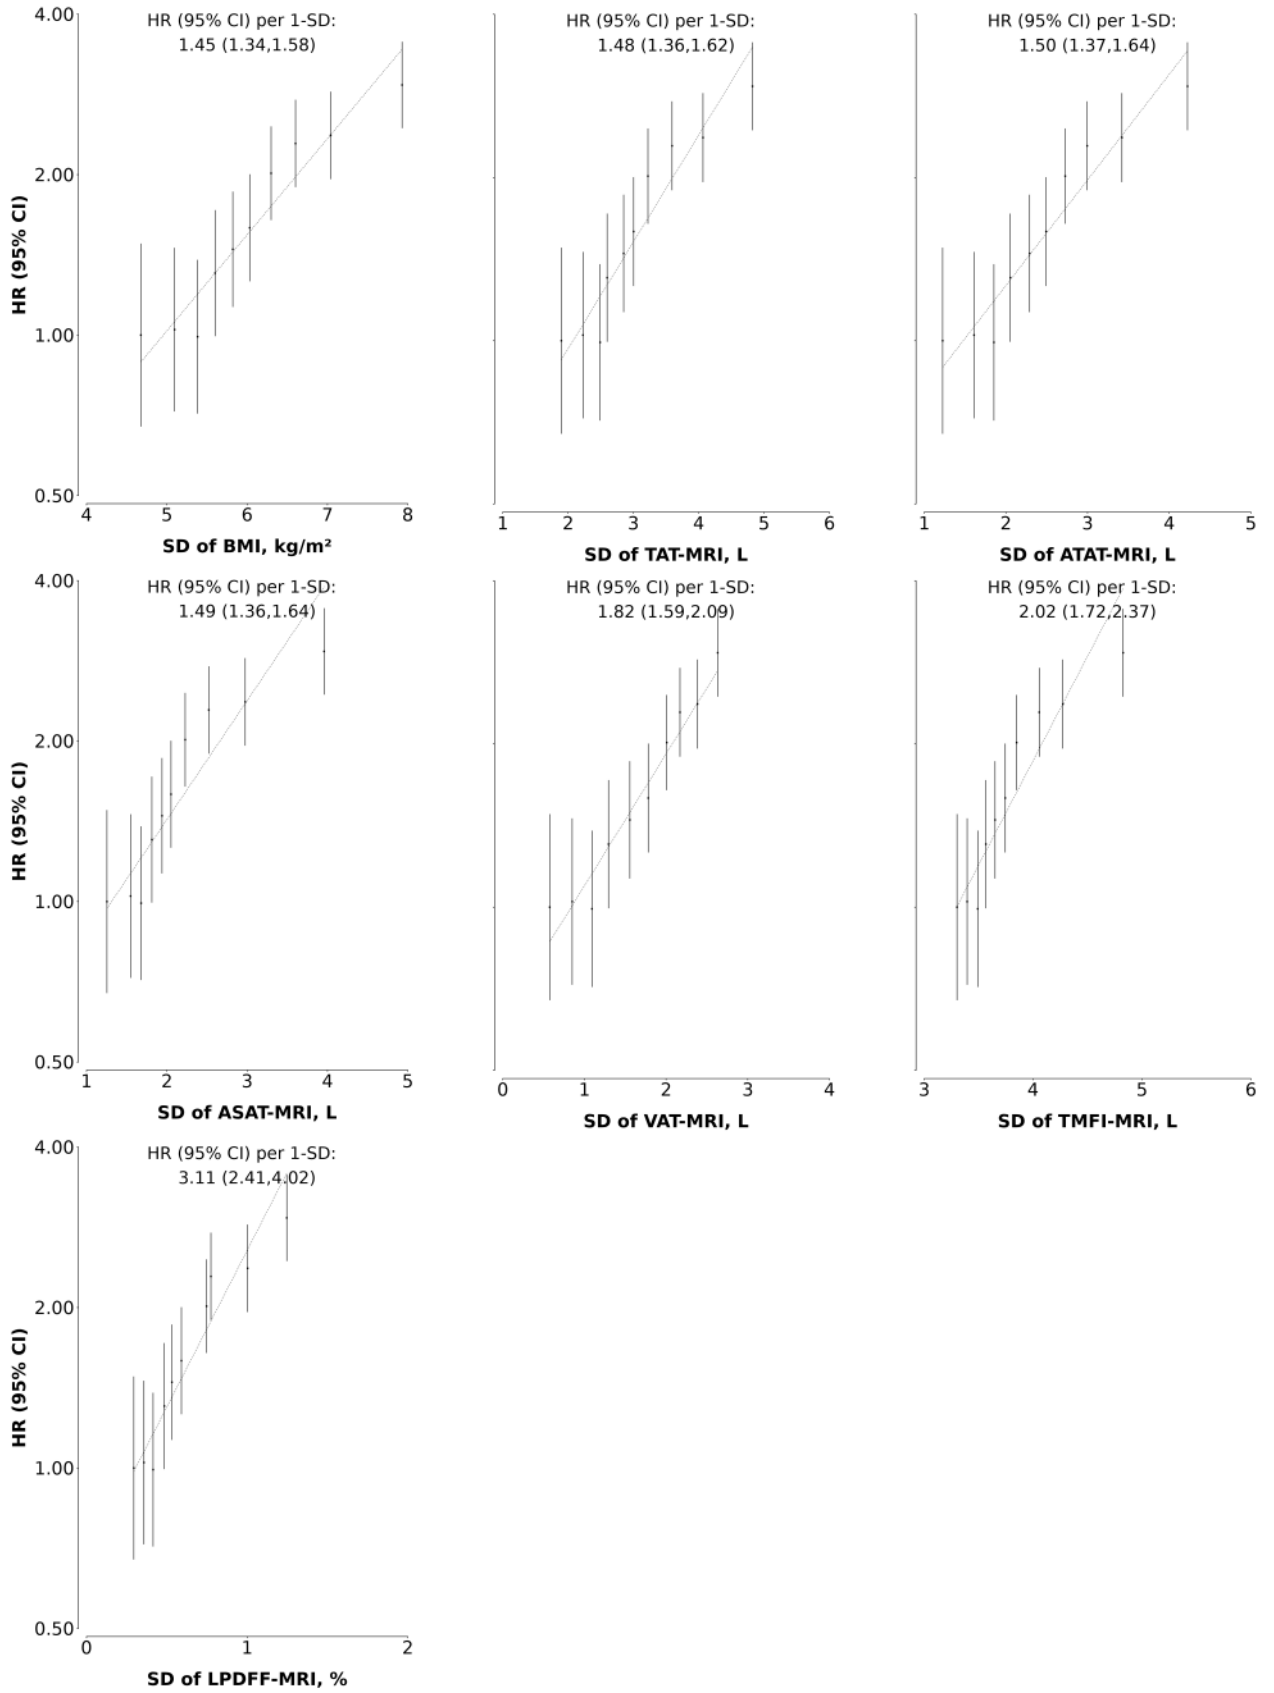 HR (95% CI) per 1-SD:
1.45 (1.34,1.58)
4.00
2.00
1.00
0.50
HR (95% CI)
4 5 6 7 8
SD of BMI, kg/m²
HR (95% CI) per 1-SD:
1.48 (1.36,1.62)
1 2 3 4 5 6
SD of TAT-MRI, L
HR (95% CI) per 1-SD:
1.50 (1.37,1.64)
1 2 3 4 5
SD of ATAT-MRI, L
HR (95% CI) per 1-SD:
1.49 (1.36,1.64)
4.00
2.00
1.00
0.50
HR (95% CI)
1 2 3 4 5
SD of ASAT-MRI, L
HR (95% CI) per 1-SD:
1.82 (1.59,2.09)
0 1 2 3 4
SD of VAT-MRI, L
HR (95% CI) per 1-SD:
2.02 (1.72,2.37)
3 4 5 6
SD of TMFI-MRI, L
HR (95% CI) per 1-SD:
3.11 (2.41,4.02)
4.00
2.00
1.00
0.50
HR (95% CI)
0 1 2
SD of LPDFF-MRI, %